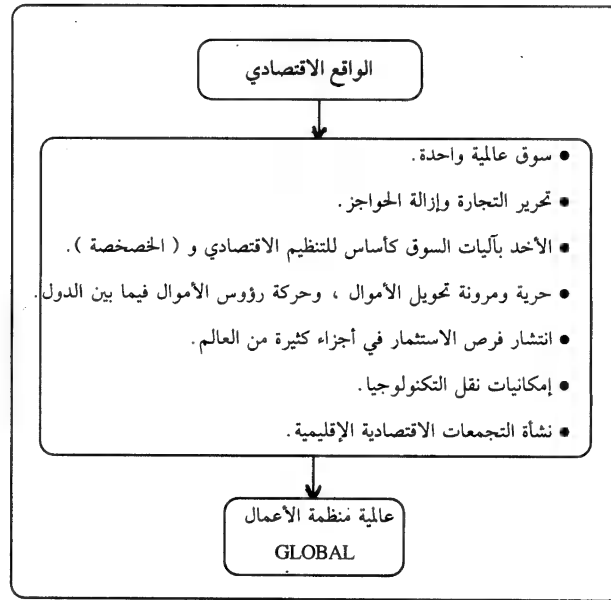 الواقع الاقتصادي
● سوق عالمية واحدة .
● تحرير التجارة وإزالة الحواجز .
● الأخد بآليات السوق كأساس للتنظيم الاقتصادي و ( الخصخصة ) .
● حرية ومرونة تحويل الأموال ، وحركة رؤوس الأموال فيما بين الدول .
● انتشار فرص الاستثمار في أجزاء كثيرة من العالم .
● إمكانيات نقل التكنولوجيا .
● نشأة التجمعات الاقتصادية الإقليمية .
عالمية منظمة الأعمال
GLOBAL